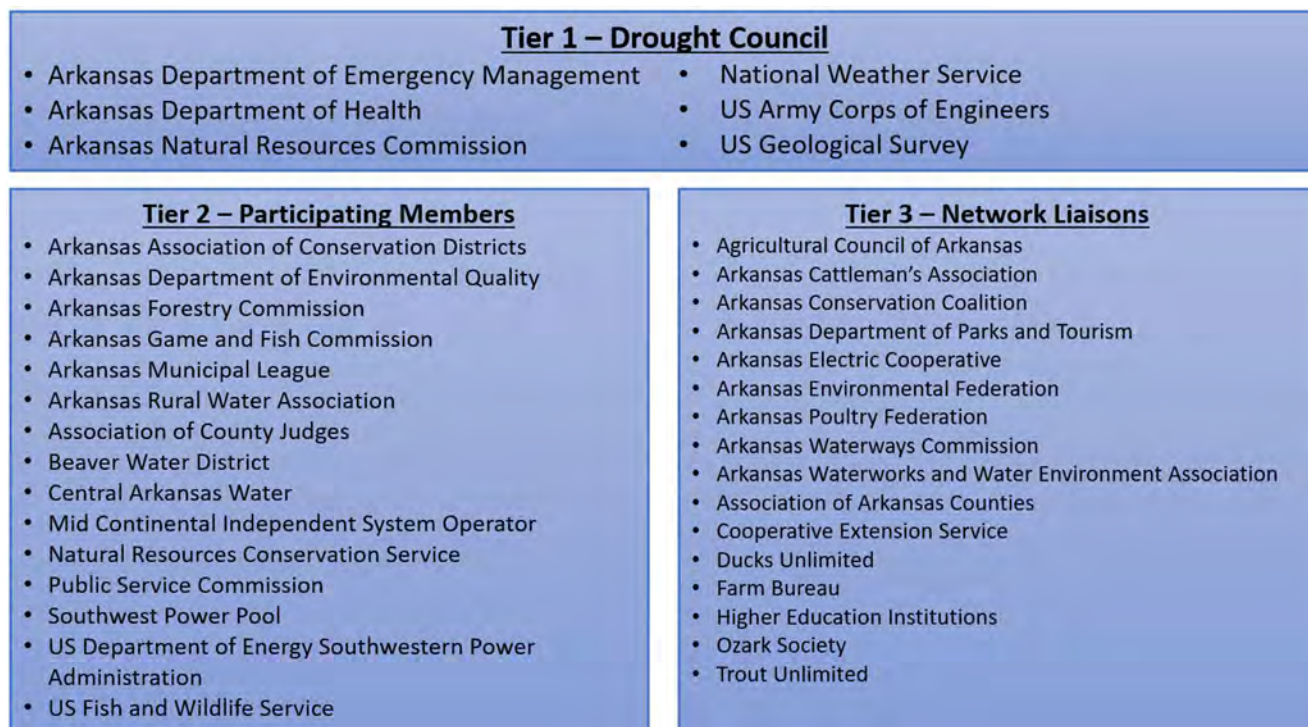 Tier 1 – Drought Council
• Arkansas Department of Emergency Management
• Arkansas Department of Health
• Arkansas Natural Resources Commission
• National Weather Service
• US Army Corps of Engineers
• US Geological Survey
Tier 2 – Participating Members
• Arkansas Association of Conservation Districts
• Arkansas Department of Environmental Quality
• Arkansas Forestry Commission
• Arkansas Game and Fish Commission
• Arkansas Municipal League
• Arkansas Rural Water Association
• Association of County Judges
• Beaver Water District
• Central Arkansas Water
• Mid Continental Independent System Operator
• Natural Resources Conservation Service
• Public Service Commission
• Southwest Power Pool
• US Department of Energy Southwestern Power
Administration
• US Fish and Wildlife Service
Tier 3 – Network Liaisons
• Agricultural Council of Arkansas
• Arkansas Cattleman’s Association
• Arkansas Conservation Coalition
• Arkansas Department of Parks and Tourism
• Arkansas Electric Cooperative
• Arkansas Environmental Federation
• Arkansas Poultry Federation
• Arkansas Waterways Commission
• Arkansas Waterworks and Water Environment Association
• Association of Arkansas Counties
• Cooperative Extension Service
• Ducks Unlimited
• Farm Bureau
• Higher Education Institutions
• Ozark Society
• Trout Unlimited